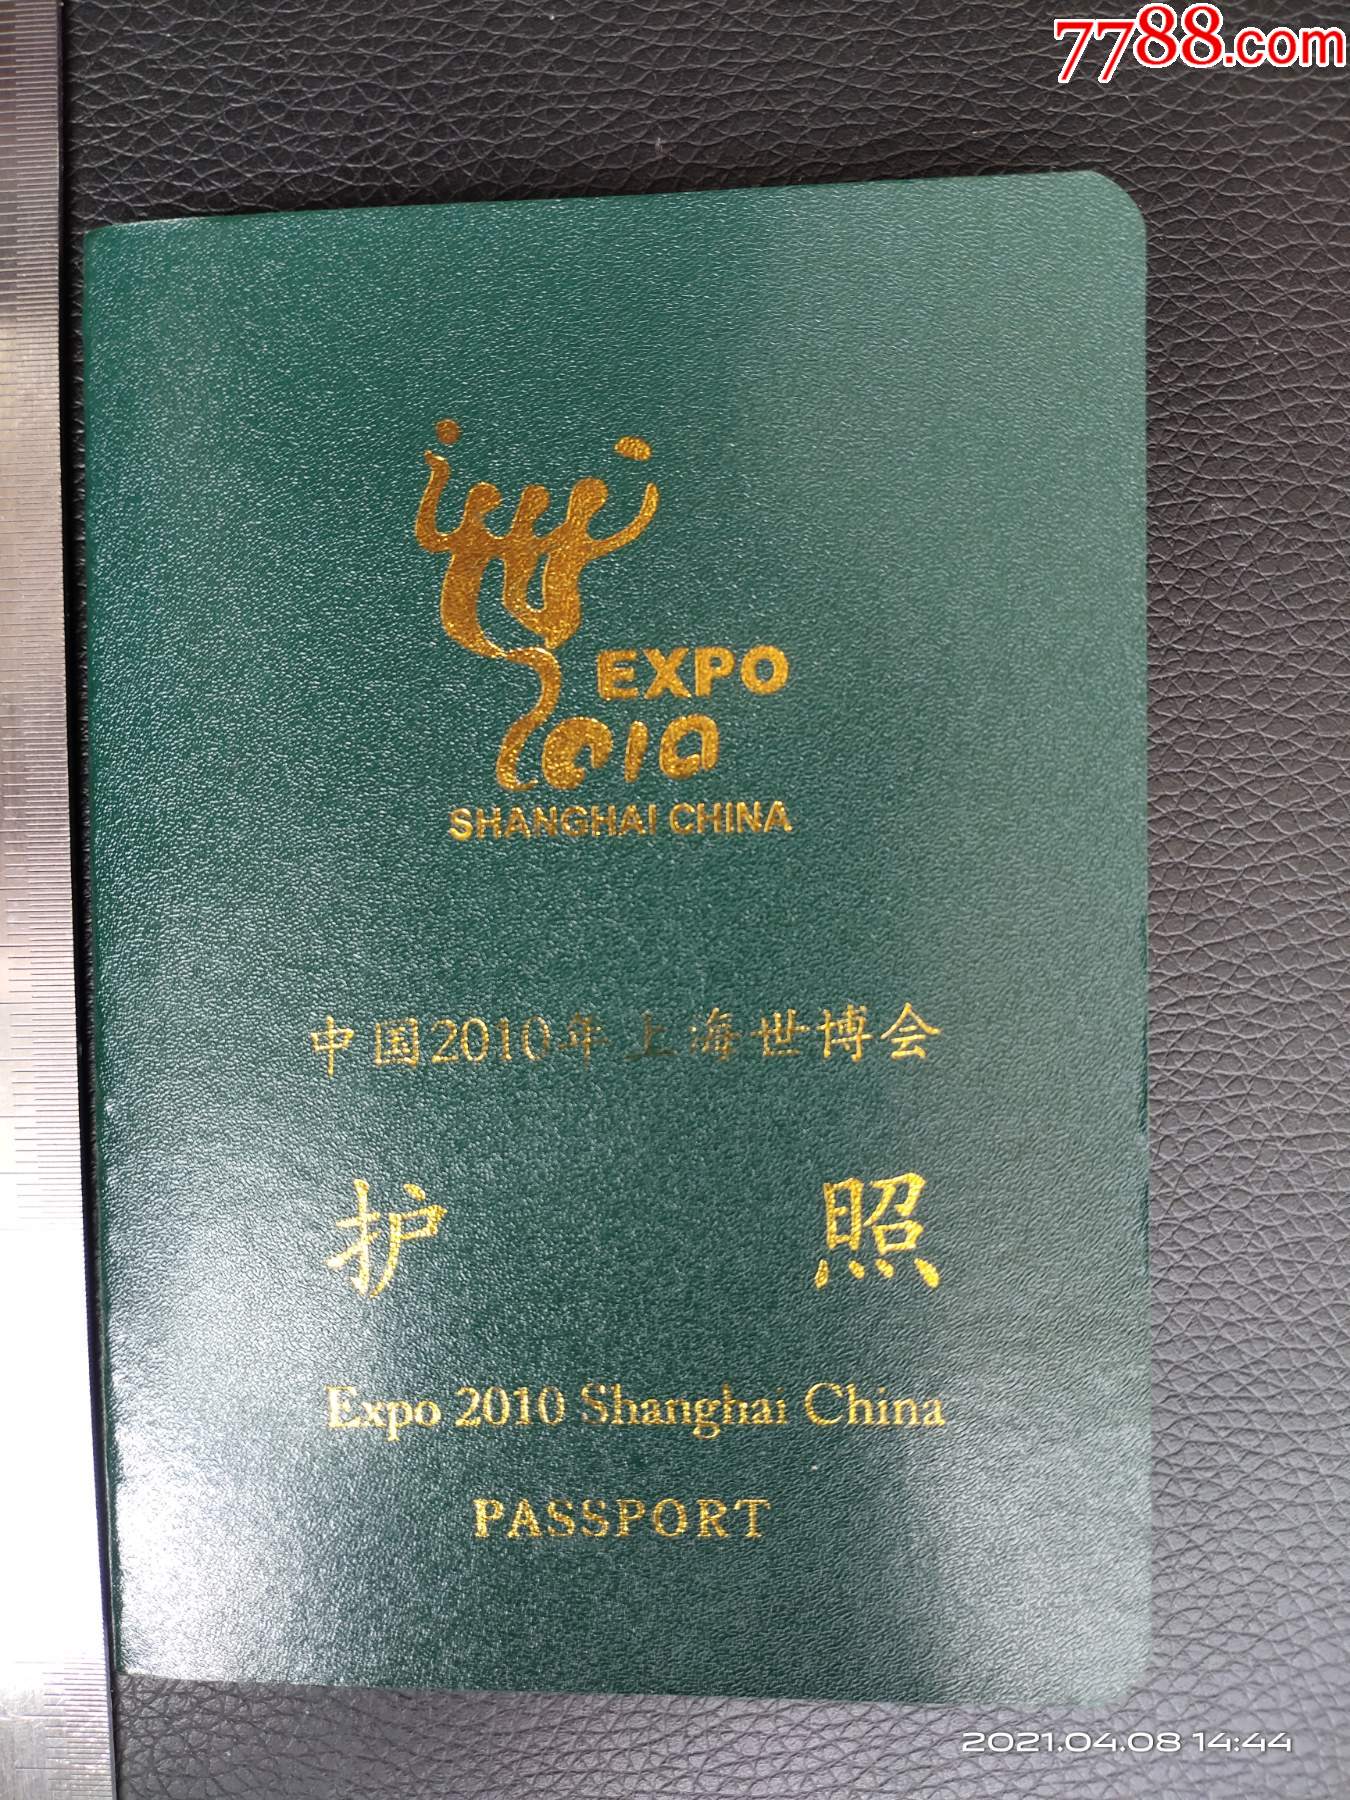 7788.com
EXPO
2010
SHANGHAI CHINA
中国2010年上海世博会
护照
Expo 2010 Shanghai China
PASSPORT
2021.04.08 14:44